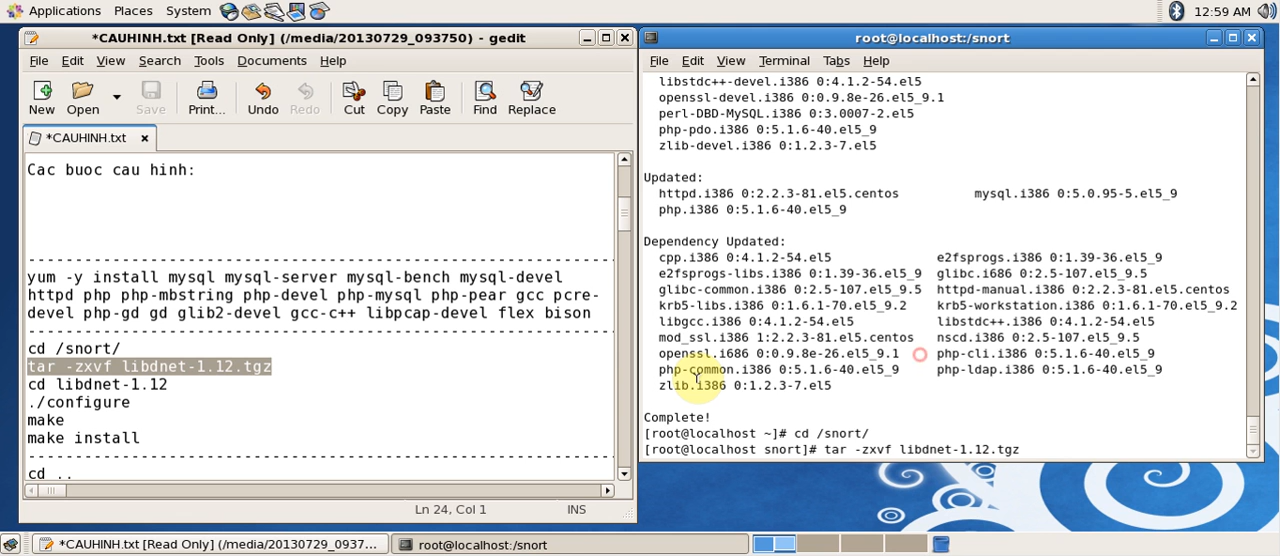 Applications Places System 12:59 AM
*CAUHINH.txt [Read Only] (/media/20130729_093750) - gedit
File Edit View Search Tools Documents Help
New Open Save Print... Undo Redo Cut Copy Paste Find Replace
*CAUHINH.txt
Cac buoc cau hinh:
--------------------------------------------------------
yum -y install mysql mysql-server mysql-bench mysql-devel
httpd php php-mbstring php-devel php-mysql php-pear gcc pcre-
devel php-gd gd glib2-devel gcc-c++ libpcap-devel flex bison
--------------------------------------------------------
cd /snort/
tar -zxvf libdnet-1.12.tgz
cd libdnet-1.12
./configure
make
make install
--------------------------------------------------------
cd ..
Ln 24, Col 1 INS
root@localhost:/snort
File Edit View Terminal Tabs Help
libstdc++-devel.i386 0:4.1.2-54.el5
openssl-devel.i386 0:0.9.8e-26.el5_9.1
perl-DBD-MySQL.i386 0:3.0007-2.el5
php-pdo.i386 0:5.1.6-40.el5_9
zlib-devel.i386 0:1.2.3-7.el5
Updated:
httpd.i386 0:2.2.3-81.el5.centos mysql.i386 0:5.0.95-5.el5_9
php.i386 0:5.1.6-40.el5_9
Dependency Updated:
cpp.i386 0:4.1.2-54.el5 e2fsprogs.i386 0:1.39-36.el5_9
e2fsprogs-libs.i386 0:1.39-36.el5_9 glibc.i686 0:2.5-107.el5_9.5
glibc-common.i386 0:2.5-107.el5_9.5 httpd-manual.i386 0:2.2.3-81.el5.centos
krb5-libs.i386 0:1.6.1-70.el5_9.2 krb5-workstation.i386 0:1.6.1-70.el5_9.2
libgcc.i386 0:4.1.2-54.el5 libstdc++.i386 0:4.1.2-54.el5
mod_ssl.i386 1:2.2.3-81.el5.centos nscd.i386 0:2.5-107.el5_9.5
openssl.i686 0:0.9.8e-26.el5_9.1 php-cli.i386 0:5.1.6-40.el5_9
php-common.i386 0:5.1.6-40.el5_9 php-ldap.i386 0:5.1.6-40.el5_9
zlib.i386 0:1.2.3-7.el5
Complete!
[root@localhost ~]# cd /snort/
[root@localhost snort]# tar -zxvf libdnet-1.12.tgz
*CAUHINH.txt [Read Only] (/media/20130729_0937... root@localhost:/snort